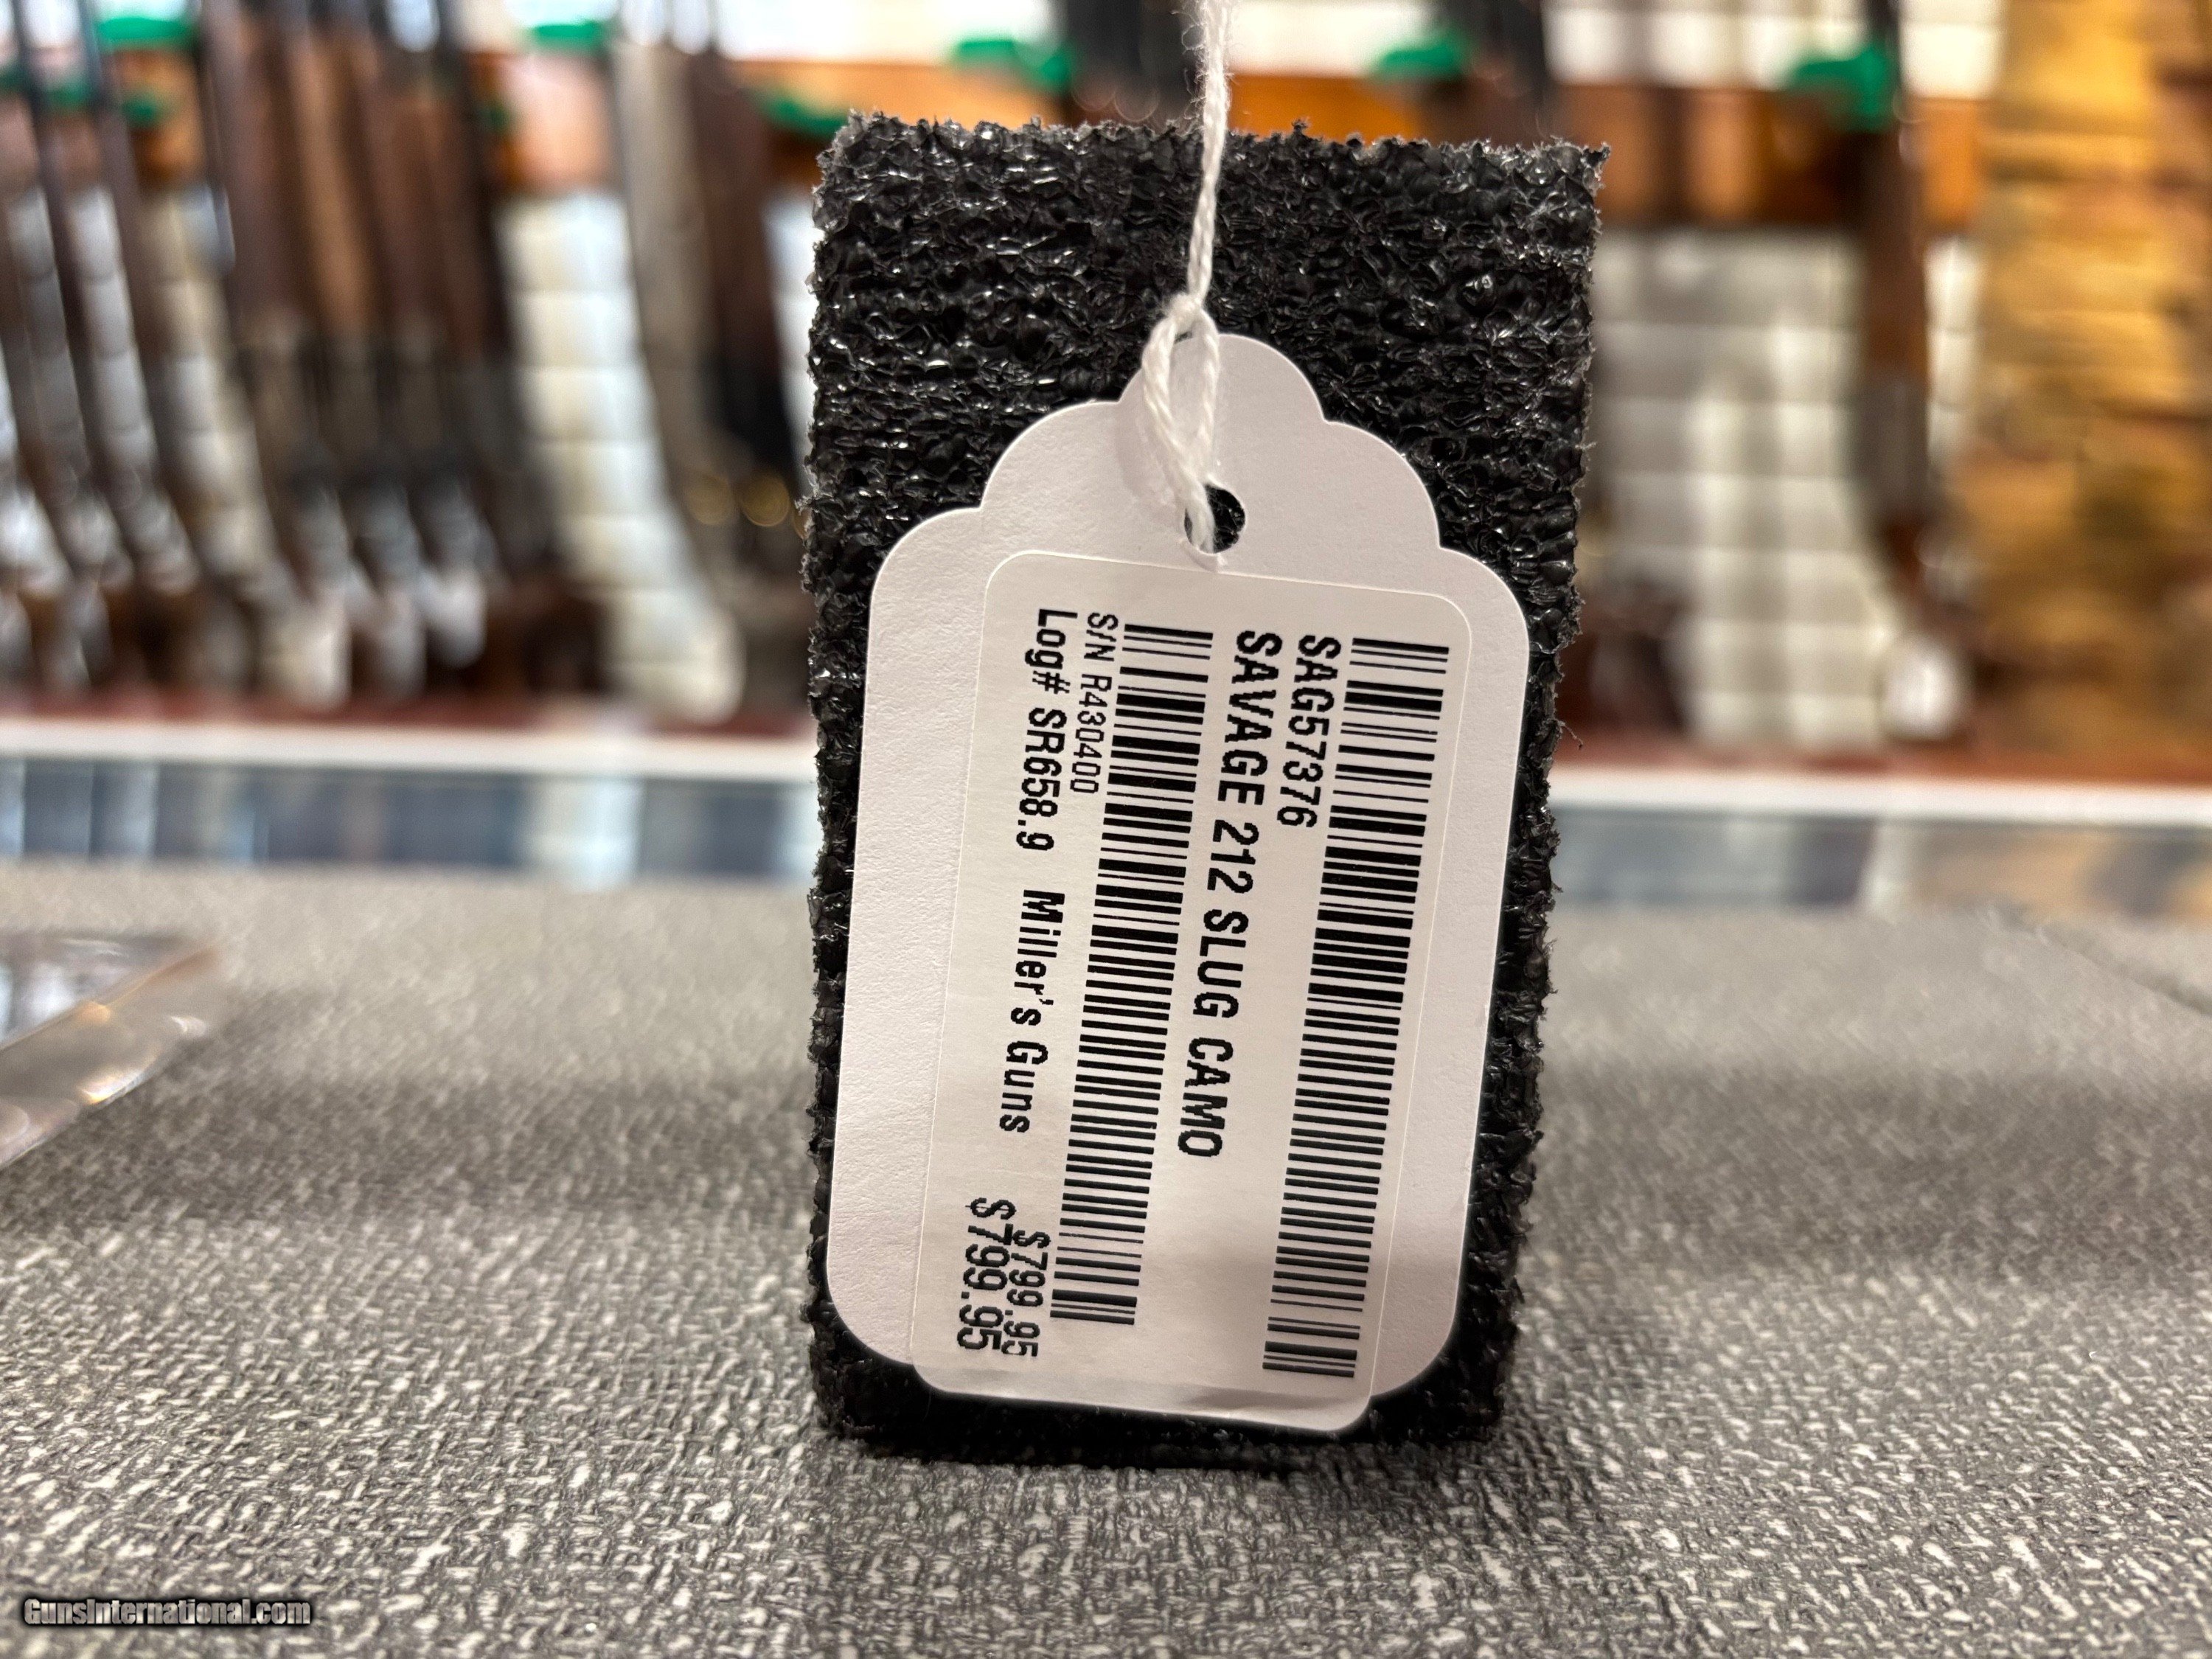 SAG57376
SAVAGE 212 SLUG CAMO
S/N R430400
$799.95
Log# SR658.9 Miller's Guns
$799.95
GunsInternational.com